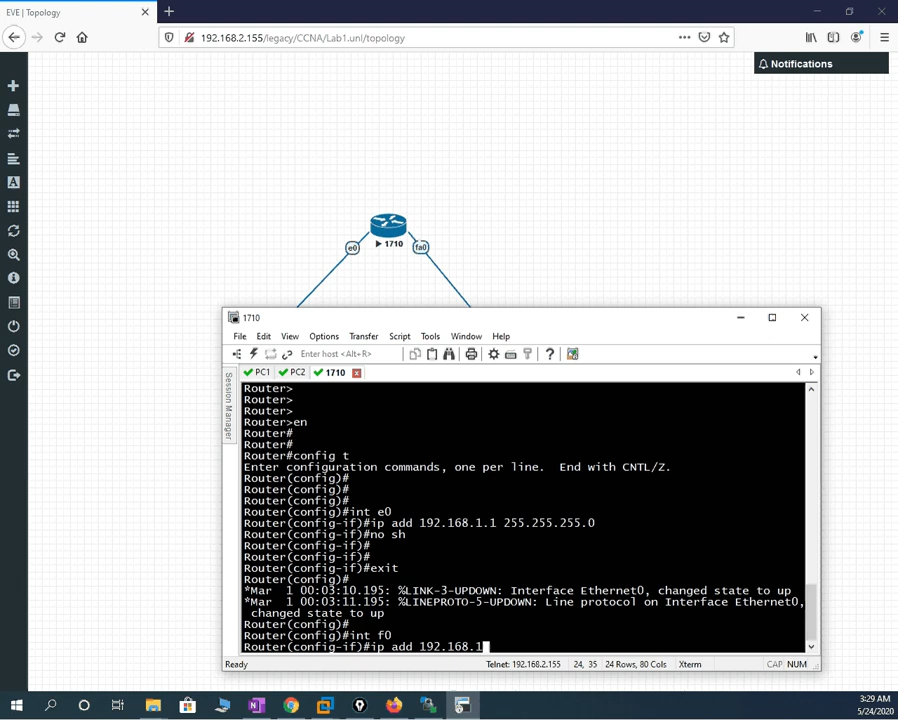 EVE | Topology
192.168.2.155/legacy/CCNA/Lab1.unl/topology
Notifications
e0
1710
fa0
1710
File Edit View Options Transfer Script Tools Window Help
Enter host <Alt+R>
Session Manager
PC1 PC2 1710
Router>
Router>
Router>
Router>en
Router#
Router#
Router#config t
Enter configuration commands, one per line.  End with CNTL/Z.
Router(config)#
Router(config)#
Router(config)#
Router(config)#int e0
Router(config-if)#ip add 192.168.1.1 255.255.255.0
Router(config-if)#no sh
Router(config-if)#
Router(config-if)#
Router(config-if)#exit
Router(config)#
*Mar  1 00:03:10.195: %LINK-3-UPDOWN: Interface Ethernet0, changed state to up
*Mar  1 00:03:11.195: %LINEPROTO-5-UPDOWN: Line protocol on Interface Ethernet0,
changed state to up
Router(config)#
Router(config)#int f0
Router(config-if)#ip add 192.168.1
Ready Telnet: 192.168.2.155 24, 35 24 Rows, 80 Cols Xterm CAP NUM
3:29 AM
5/24/2020